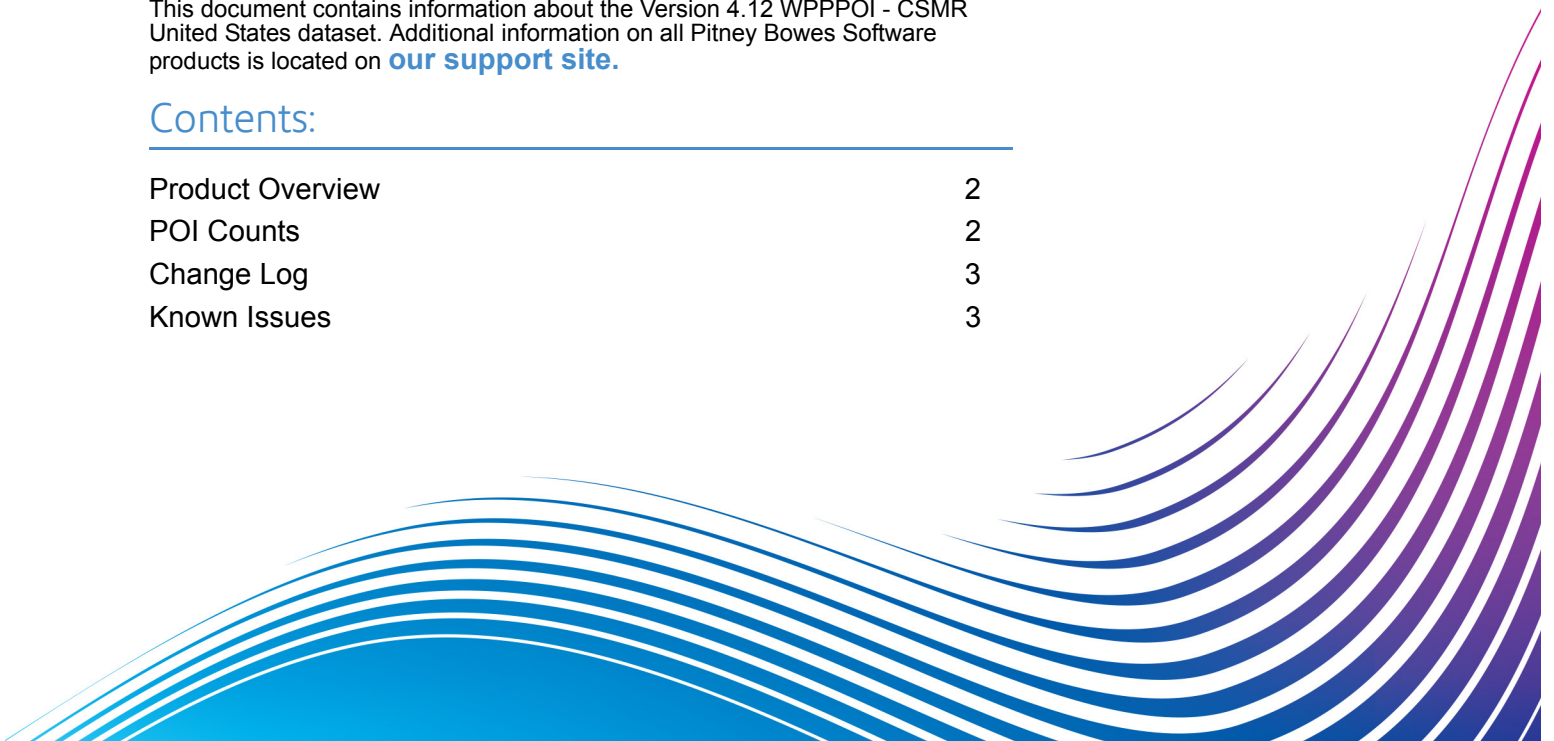 This document contains information about the Version 4.12 WPPPOI - CSMR
United States dataset. Additional information on all Pitney Bowes Software
products is located on our support site.
Contents:
Product Overview 2
POI Counts 2
Change Log 3
Known Issues 3